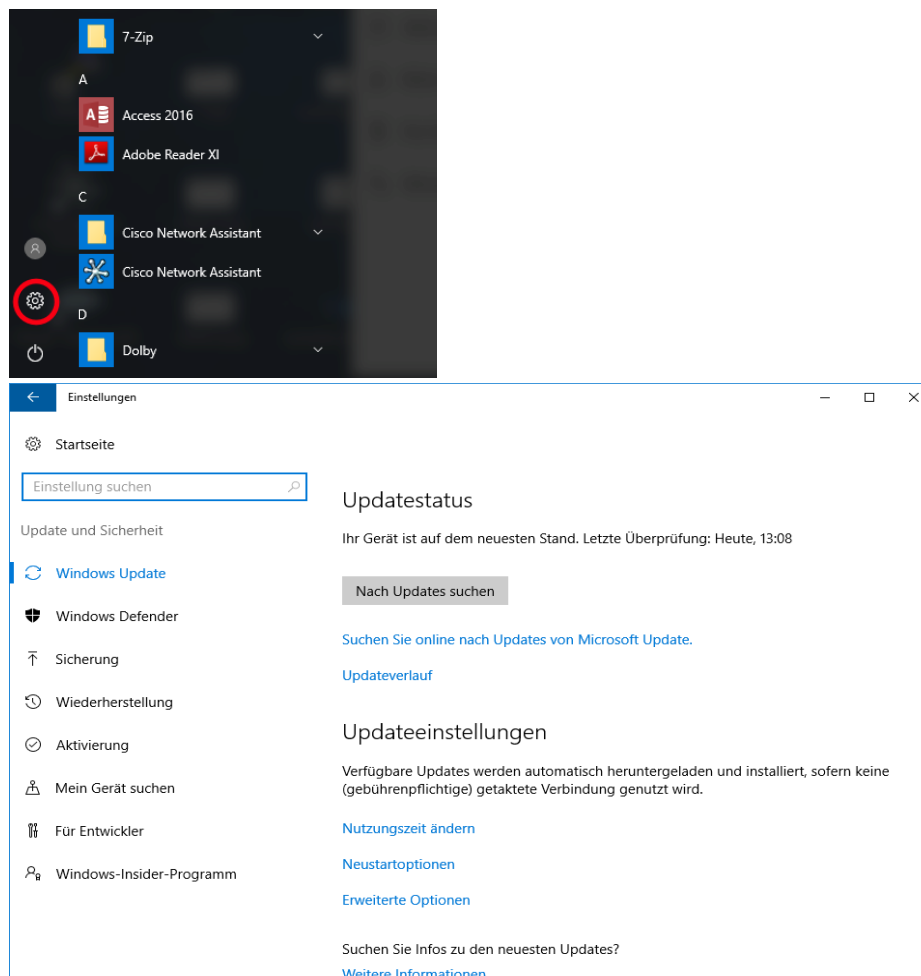 7-Zip
A
Access 2016
Adobe Reader XI
C
Cisco Network Assistant
Cisco Network Assistant
D
Dolby
Einstellungen
Startseite
Einstellung suchen
Update und Sicherheit
Windows Update
Windows Defender
Sicherung
Wiederherstellung
Aktivierung
Mein Gerät suchen
Für Entwickler
Windows-Insider-Programm
Updatestatus
Ihr Gerät ist auf dem neuesten Stand. Letzte Überprüfung: Heute, 13:08
Nach Updates suchen
Suchen Sie online nach Updates von Microsoft Update.
Updateverlauf
Updateeinstellungen
Verfügbare Updates werden automatisch heruntergeladen und installiert, sofern keine
(gebührenpflichtige) getaktete Verbindung genutzt wird.
Nutzungszeit ändern
Neustartoptionen
Erweiterte Optionen
Suchen Sie Infos zu den neuesten Updates?
Weitere Informationen